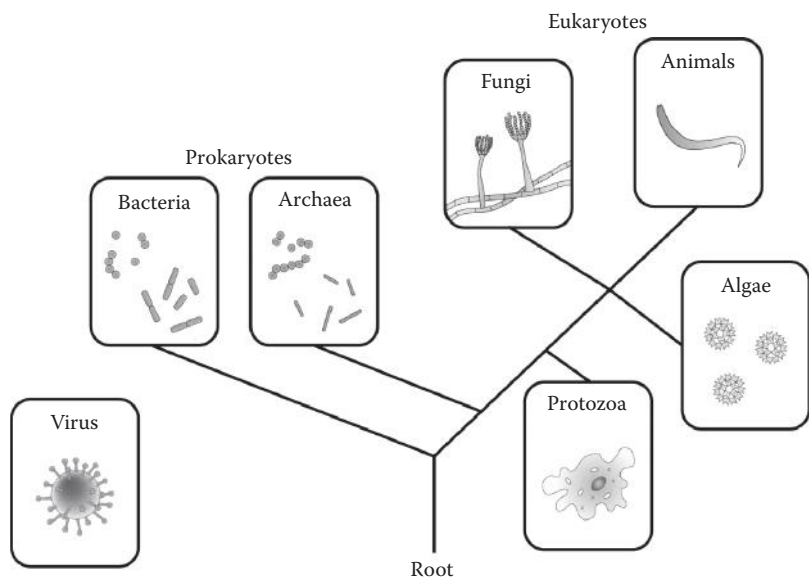 Eukaryotes
Animals
Fungi
Prokaryotes
Bacteria
Archaea
Algae
Protozoa
Virus
Root